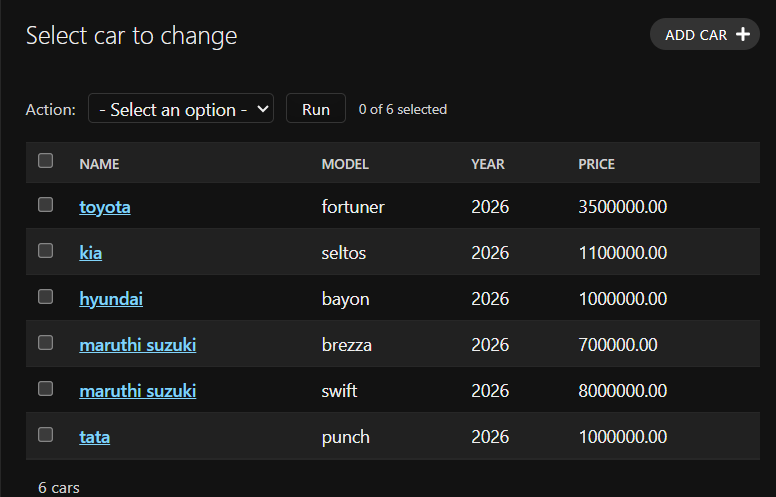 Select car to change
ADD CAR +
Action: - Select an option - Run 0 of 6 selected
NAME MODEL YEAR PRICE
toyota fortuner 2026 3500000.00
kia seltos 2026 1100000.00
hyundai bayon 2026 1000000.00
maruthi suzuki brezza 2026 700000.00
maruthi suzuki swift 2026 8000000.00
tata punch 2026 1000000.00
6 cars